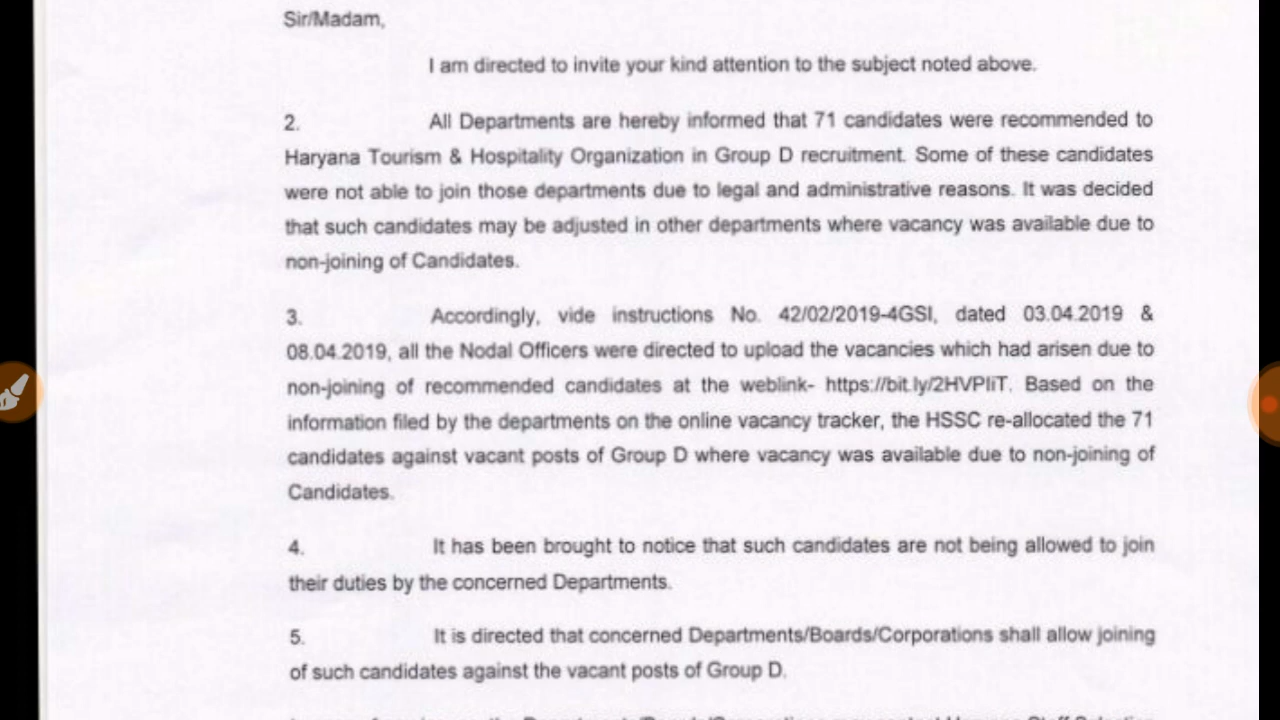 Sir/Madam,
I am directed to invite your kind attention to the subject noted above.
2. All Departments are hereby informed that 71 candidates were recommended to
Haryana Tourism & Hospitality Organization in Group D recruitment. Some of these candidates
were not able to join those departments due to legal and administrative reasons. It was decided
that such candidates may be adjusted in other departments where vacancy was available due to
non-joining of Candidates.
3. Accordingly, vide instructions No. 42/02/2019-4GSI, dated 03.04.2019 &
08.04.2019, all the Nodal Officers were directed to upload the vacancies which had arisen due to
non-joining of recommended candidates at the weblink- https://bit.ly/2HVPIiT. Based on the
information filed by the departments on the online vacancy tracker, the HSSC re-allocated the 71
candidates against vacant posts of Group D where vacancy was available due to non-joining of
Candidates.
4. It has been brought to notice that such candidates are not being allowed to join
their duties by the concerned Departments.
5. It is directed that concerned Departments/Boards/Corporations shall allow joining
of such candidates against the vacant posts of Group D.